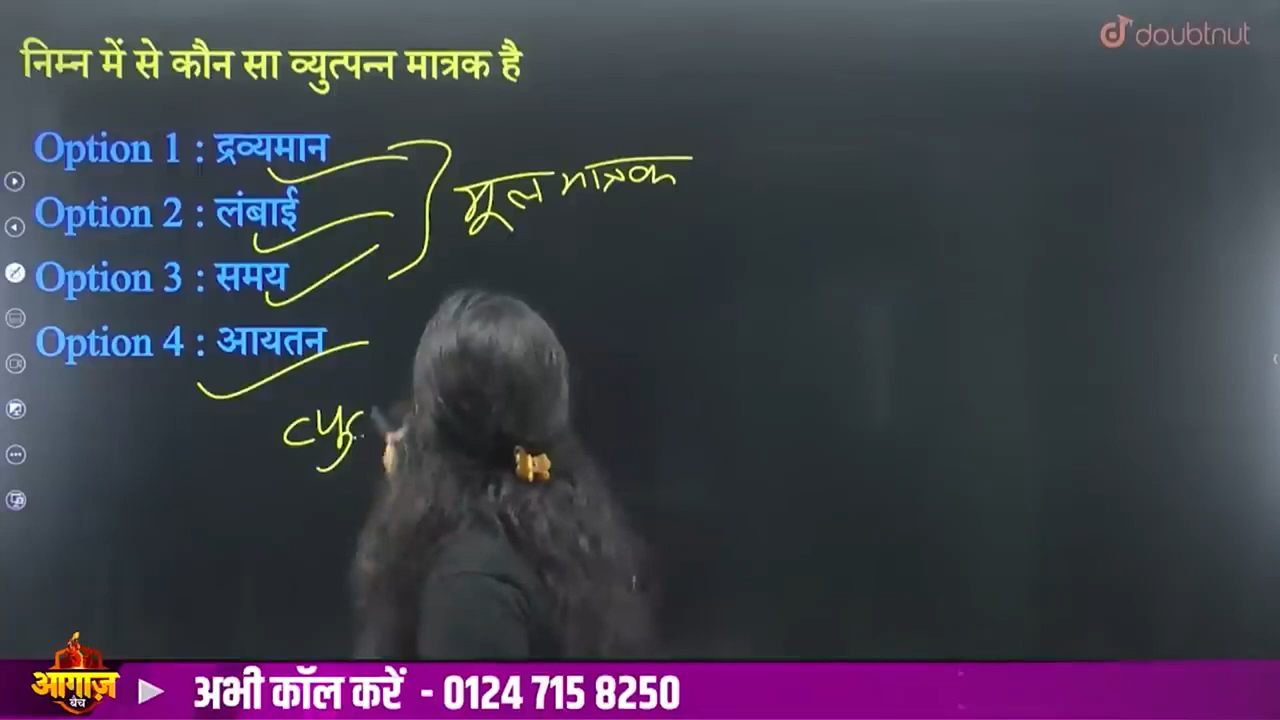 doubtnut
निम्न में से कौन सा व्युत्पन्न मात्रक है
Option 1 : द्रव्यमान
Option 2 : लंबाई
Option 3 : समय
Option 4 : आयतन
मूल मात्रक
आगाज़
बैच
अभी कॉल करें - 0124 715 8250